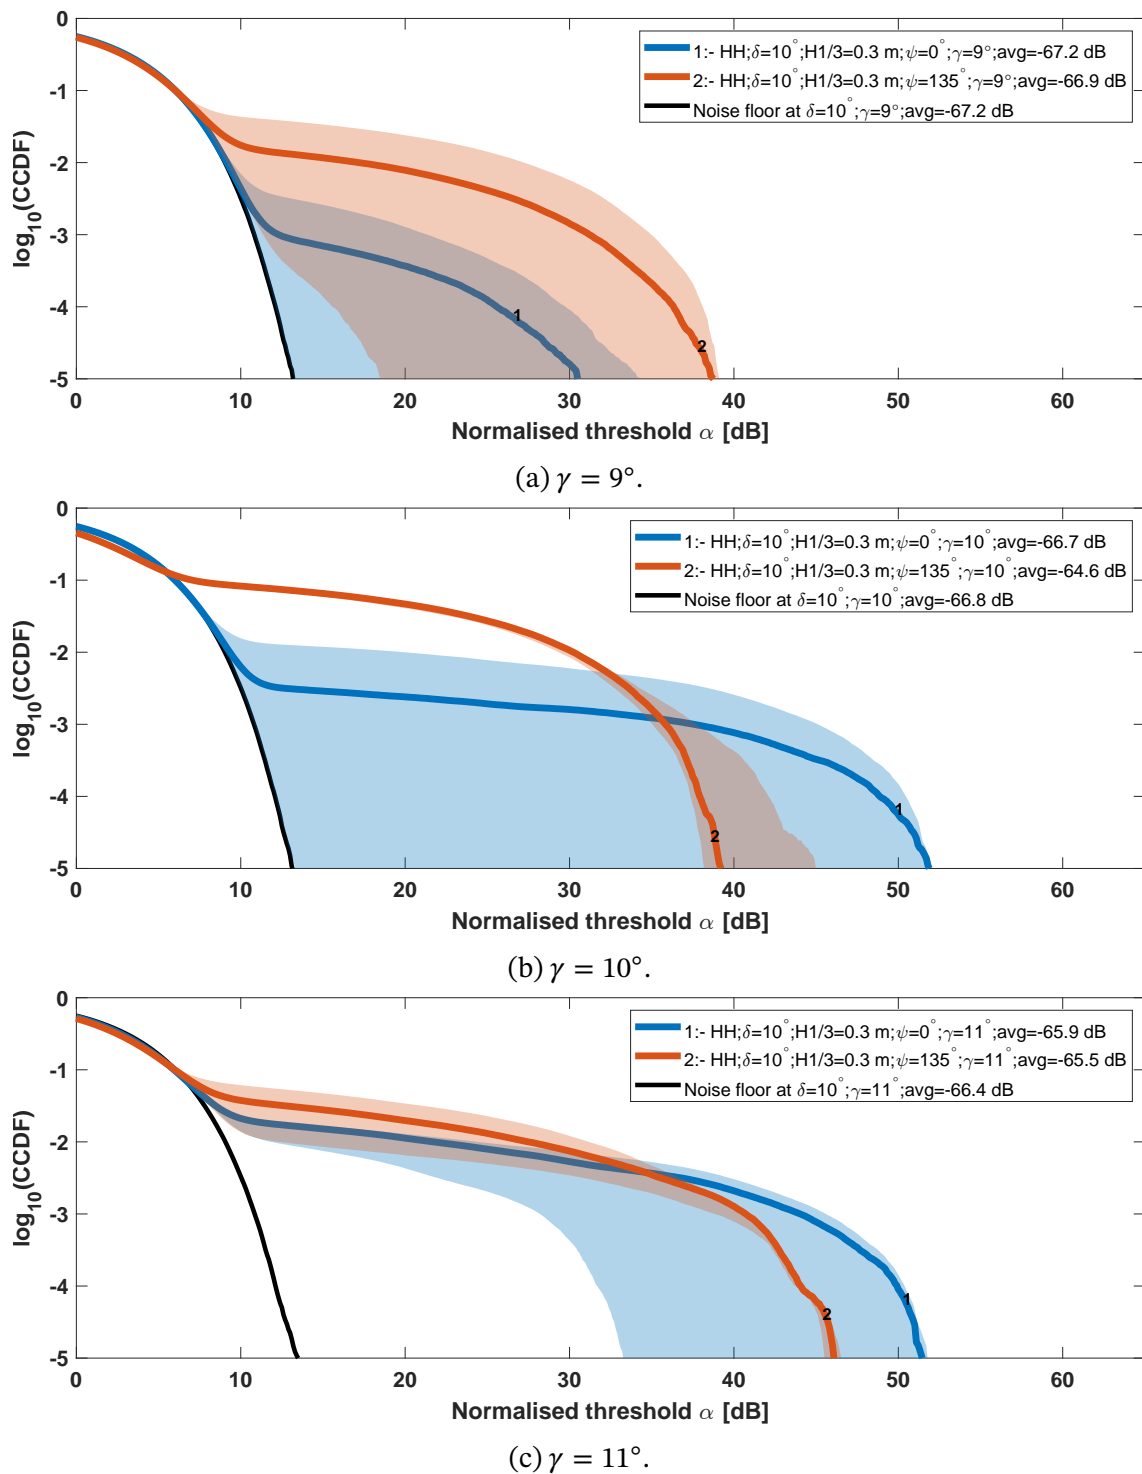 0
-1
-2
-3
-4
-5
log10(CCDF)
1:- HH;δ=10°;H1/3=0.3 m;ψ=0°;γ=9°;avg=-67.2 dB
2:- HH;δ=10°;H1/3=0.3 m;ψ=135°;γ=9°;avg=-66.9 dB
Noise floor at δ=10°;γ=9°;avg=-67.2 dB
1
2
0 10 20 30 40 50 60
Normalised threshold α [dB]
(a) γ = 9°.
0
-1
-2
-3
-4
-5
log10(CCDF)
1:- HH;δ=10°;H1/3=0.3 m;ψ=0°;γ=10°;avg=-66.7 dB
2:- HH;δ=10°;H1/3=0.3 m;ψ=135°;γ=10°;avg=-64.6 dB
Noise floor at δ=10°;γ=10°;avg=-66.8 dB
1
2
0 10 20 30 40 50 60
Normalised threshold α [dB]
(b) γ = 10°.
0
-1
-2
-3
-4
-5
log10(CCDF)
1:- HH;δ=10°;H1/3=0.3 m;ψ=0°;γ=11°;avg=-65.9 dB
2:- HH;δ=10°;H1/3=0.3 m;ψ=135°;γ=11°;avg=-65.5 dB
Noise floor at δ=10°;γ=11°;avg=-66.4 dB
1
2
0 10 20 30 40 50 60
Normalised threshold α [dB]
(c) γ = 11°.